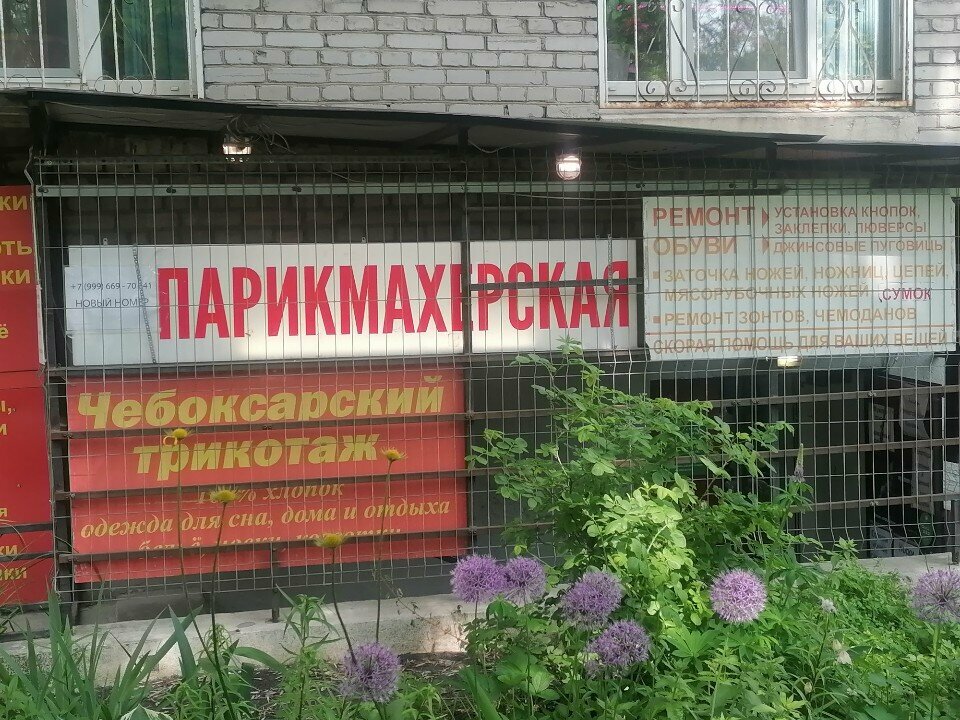 +7 (999) 669 - 70 - 41
НОВЫЙ НОМЕР
ПАРИКМАХЕРСКАЯ
РЕМОНТ
ОБУВИ
УСТАНОВКА КНОПОК,
ЗАКЛЕПКИ, ЛЮВЕРСЫ
ДЖИНСОВЫЕ ПУГОВИЦЫ
ЗАТОЧКА НОЖЕЙ, НОЖНИЦ, ЦЕПЕЙ,
МЯСОРУБОЧНЫХ НОЖЕЙ
СУМОК
РЕМОНТ ЗОНТОВ, ЧЕМОДАНОВ
СКОРАЯ ПОМОЩЬ ДЛЯ ВАШИХ ВЕЩЕЙ
Чебоксарский
трикотаж
хлопок
одежда для сна, дома и отдыха